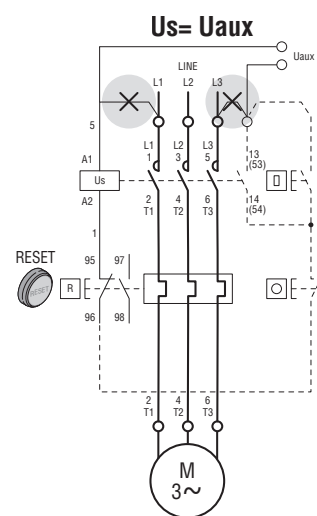 Us= Uaux
Uaux
LINE
L1 L2 L3
5
L1 L2 L3 13
1 3 5 (53)
A1
Us
A2
2 4 6 14
T1 T2 T3 (54)
1
RESET
95 97
RESET
R
96 98
2 4 6
T1 T2 T3
M
3~